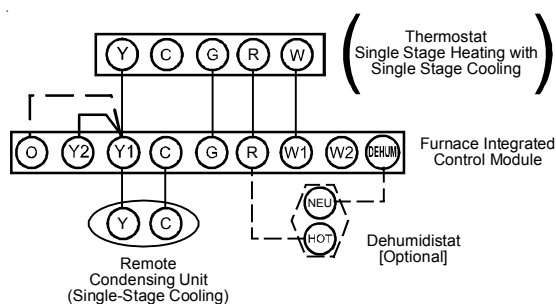 Thermostat
Single Stage Heating with
Single Stage Cooling
Y C G R W
O Y2 Y1 C G R W1 W2 DEHUM
Furnace Integrated
Control Module
NEU
HOT
Y C
Dehumidistat
[Optional]
Remote
Condensing Unit
(Single-Stage Cooling)